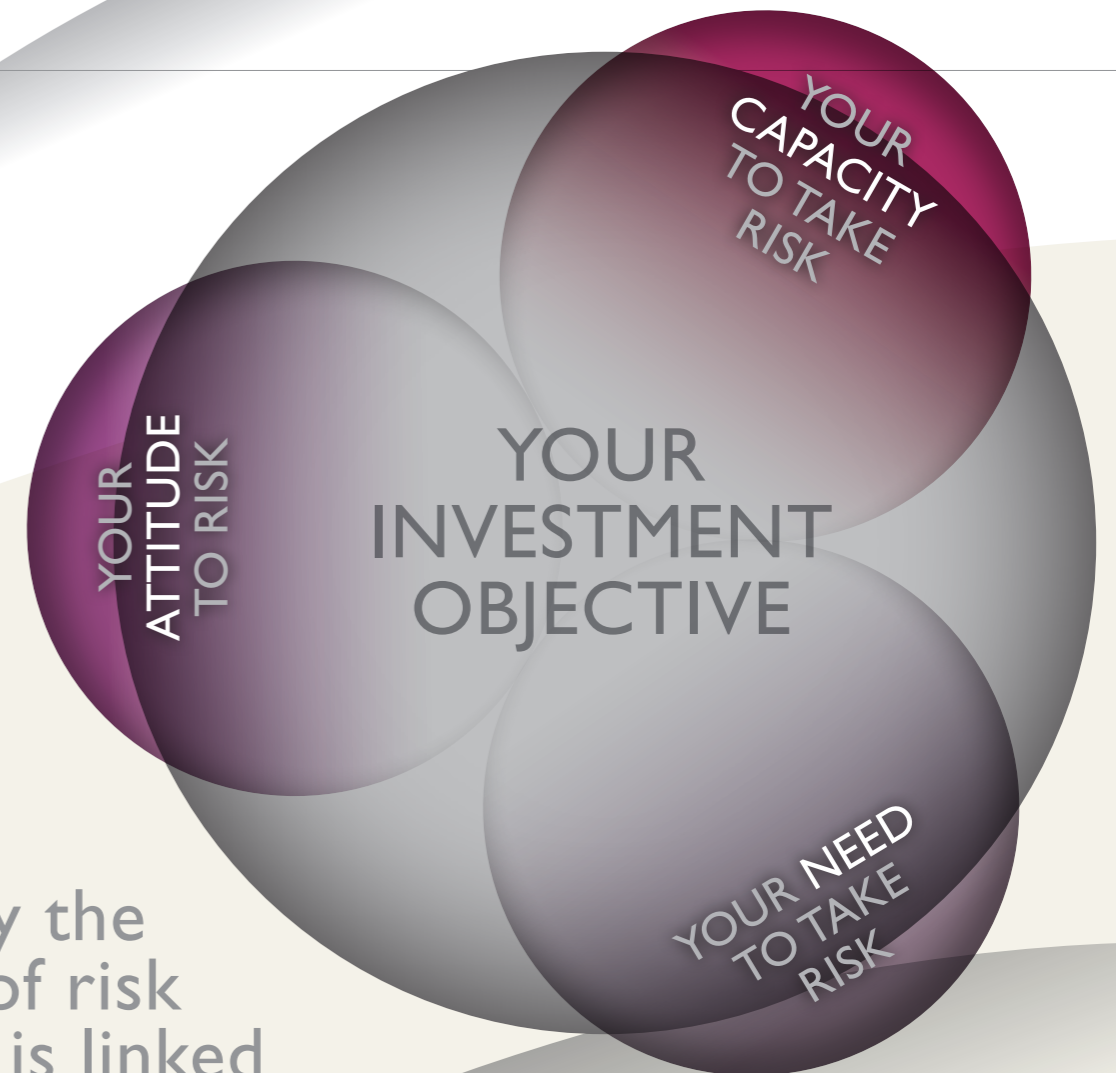 YOUR
CAPACITY
TO TAKE
RISK
YOUR
ATTITUDE
TO RISK
YOUR
INVESTMENT
OBJECTIVE
YOUR NEED
TO TAKE
RISK
y the
of risk
is linked